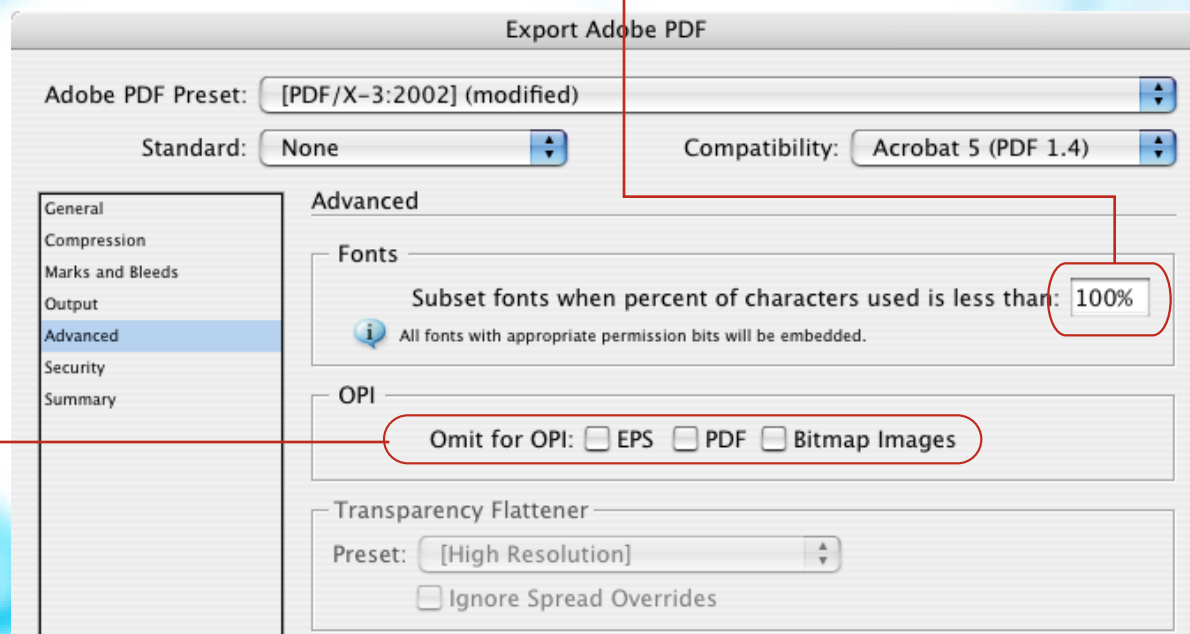 Export Adobe PDF
Adobe PDF Preset: [PDF/X-3:2002] (modified)
Standard: None Compatibility: Acrobat 5 (PDF 1.4)
General
Compression
Marks and Bleeds
Output
Advanced
Security
Summary
Advanced
Fonts
Subset fonts when percent of characters used is less than: 100%
All fonts with appropriate permission bits will be embedded.
OPI
Omit for OPI: EPS PDF Bitmap Images
Transparency Flattener
Preset: [High Resolution]
Ignore Spread Overrides